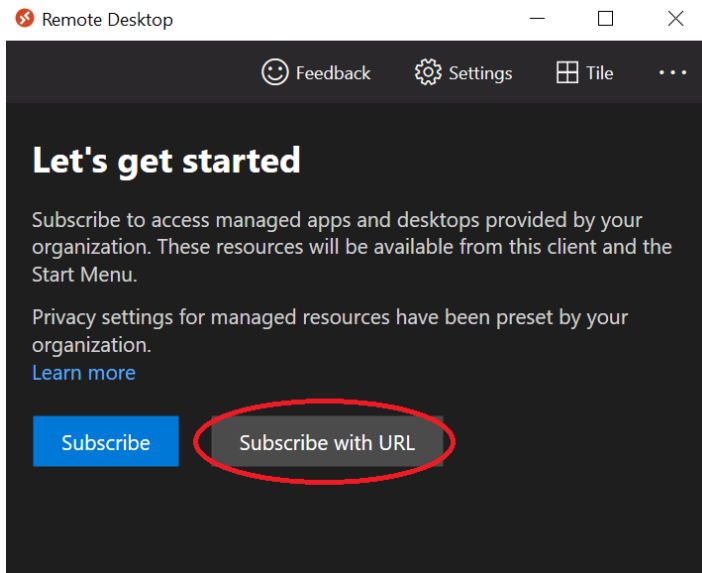 Remote Desktop
Feedback Settings Tile
Let's get started
Subscribe to access managed apps and desktops provided by your
organization. These resources will be available from this client and the
Start Menu.
Privacy settings for managed resources have been preset by your
organization.
Learn more
Subscribe Subscribe with URL